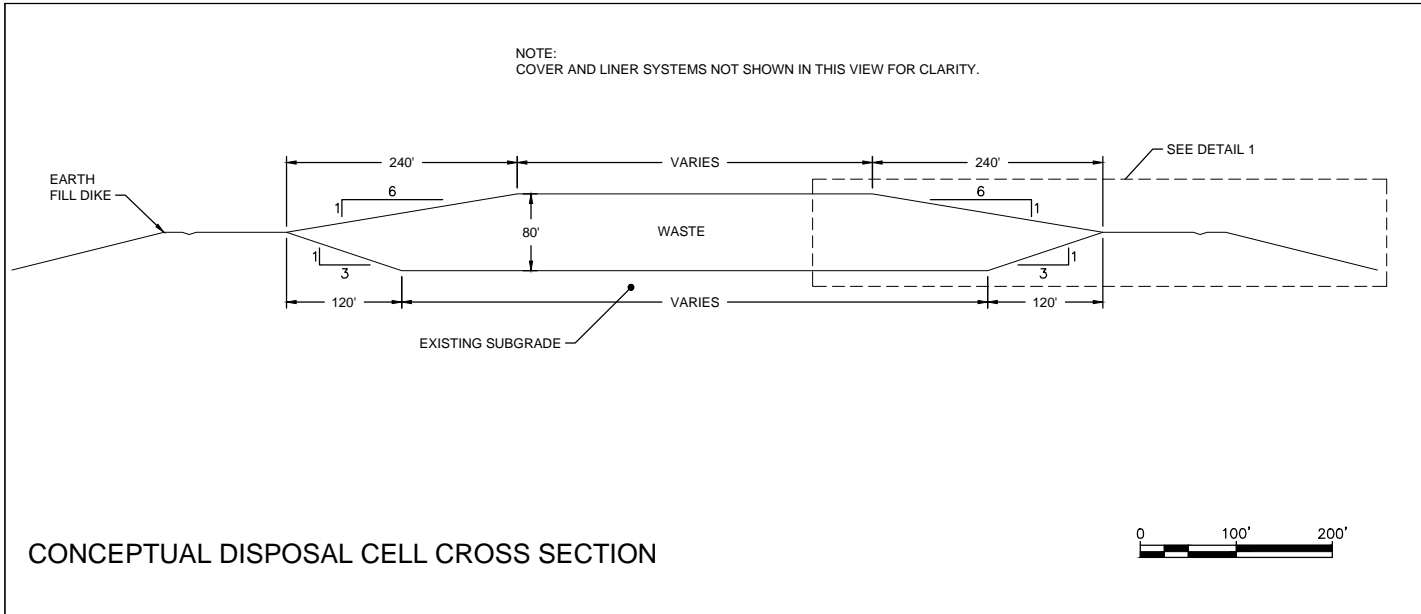 NOTE:
COVER AND LINER SYSTEMS NOT SHOWN IN THIS VIEW FOR CLARITY.
SEE DETAIL 1
240'
VARIES
240'
EARTH
FILL DIKE
6
1
6
1
80'
WASTE
1
3
1
3
120'
VARIES
120'
EXISTING SUBGRADE
CONCEPTUAL DISPOSAL CELL CROSS SECTION
0
100'
200'